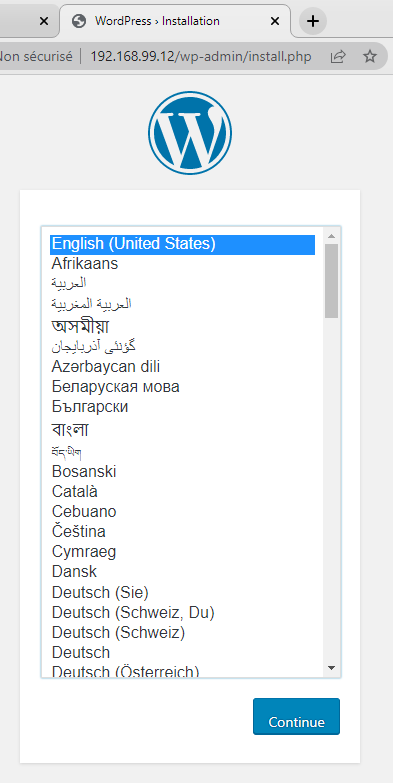 WordPress › Installation
Non sécurisé
192.168.99.12/wp-admin/install.php
English (United States)
Afrikaans
العربية
العربية المغربية
অসমীয়া
گؤنئی آذربایجان
Azərbaycan dili
Беларуская мова
Български
বাংলা
བོད་ཡིག
Bosanski
Català
Cebuano
Čeština
Cymraeg
Dansk
Deutsch (Sie)
Deutsch (Schweiz, Du)
Deutsch (Schweiz)
Deutsch
Deutsch (Österreich)
Continue